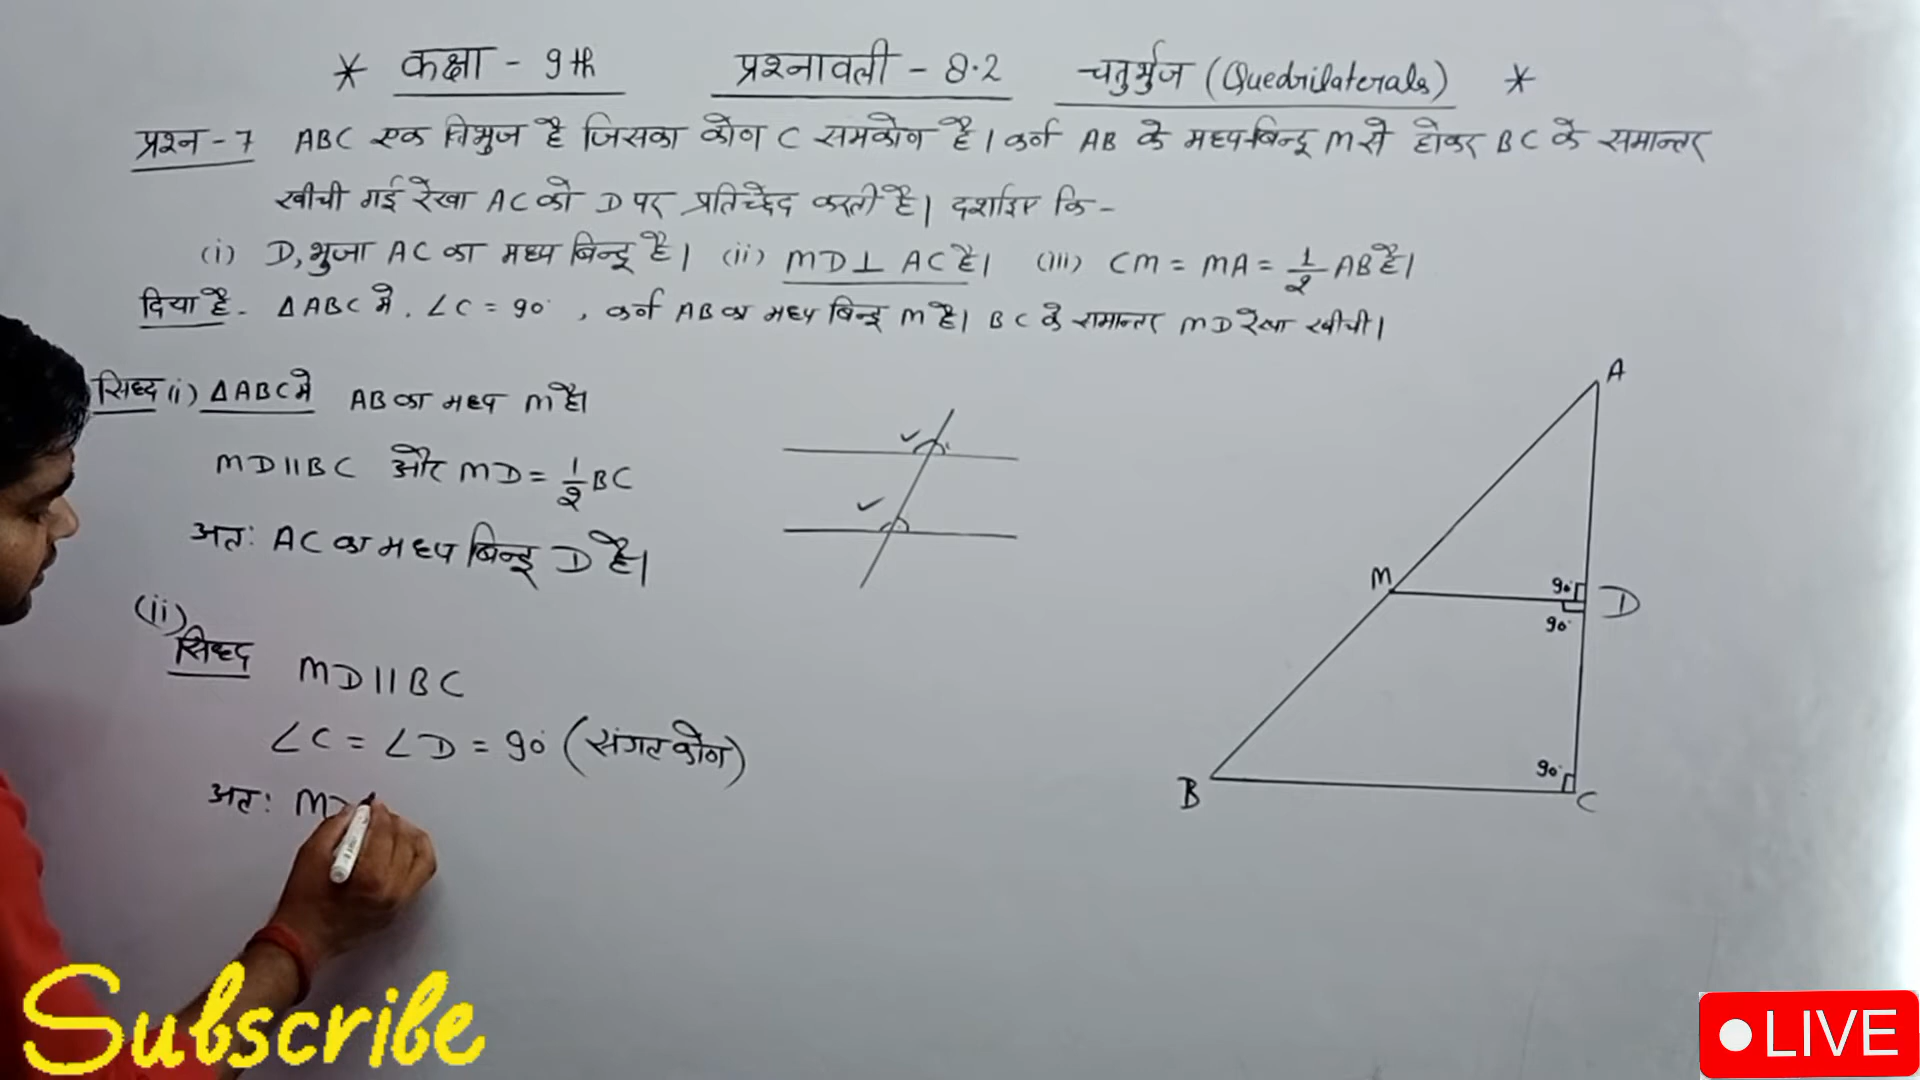 * कक्षा - 9th प्रश्नावली - 8.2 चतुर्भुज (Quedrilaterals) *
प्रश्न - 7 ABC एक त्रिभुज है जिसका कोण C समकोण है। कर्ण AB के मध्य-बिन्दू M से होकर BC के समान्तर
खीची गई रेखा AC को D पर प्रतिच्छेद करती है। दर्शाइए कि -
(i) D, भुजा AC का मध्य बिन्दू है। (ii) MD ⊥ AC है। (iii) CM = MA = 1/2 AB है।
दिया है - ΔABC मे, ∠C = 90°, कर्ण AB का मध्य बिन्दू M है। BC के समान्तर MD रेखा खीची।
सिध्द (i) ΔABC मे AB का मध्य M है।
MD || BC और MD = 1/2 BC
अतः AC का मध्य बिन्दू D है।
(ii)
सिध्द MD || BC
∠C = ∠D = 90° (संगत कोण)
अतः MD
A
M
90°
D
90°
B
90°
C
Subscribe
LIVE